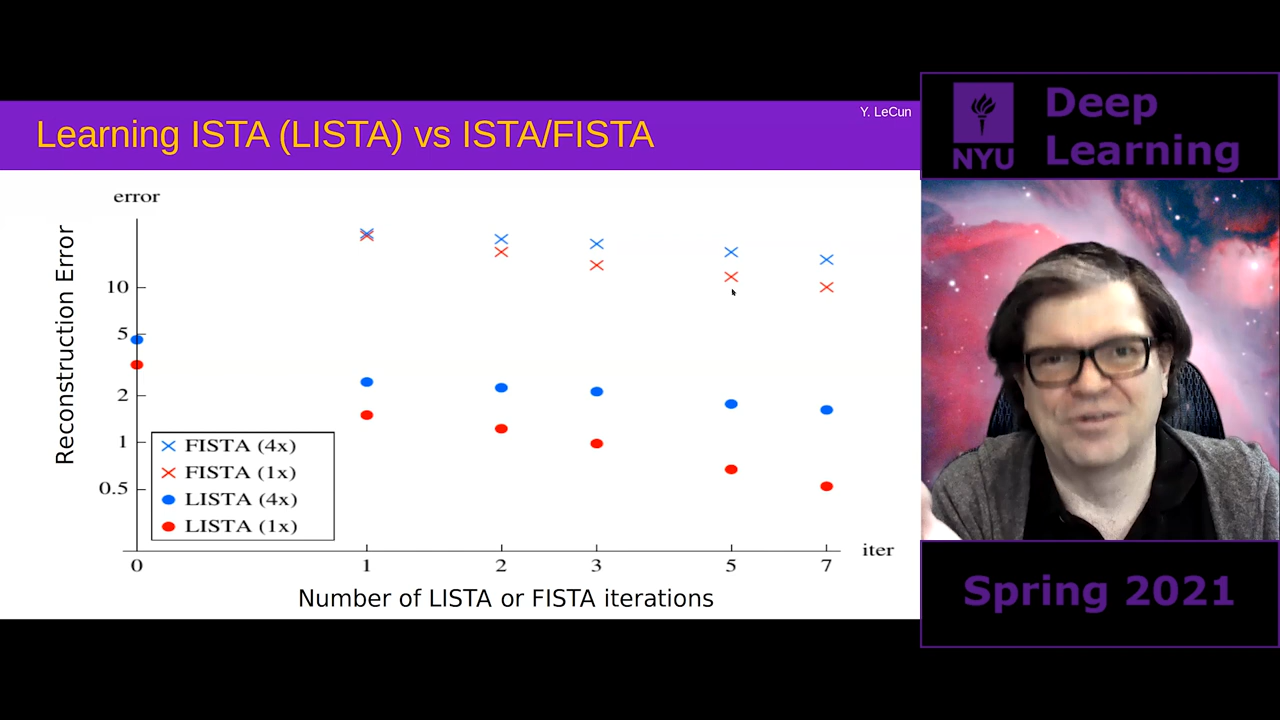 Y. LeCun
Learning ISTA (LISTA) vs ISTA/FISTA
error
Reconstruction Error
10
5
2
1
0.5
FISTA (4x)
FISTA (1x)
LISTA (4x)
LISTA (1x)
0 1 2 3 5 7
iter
Number of LISTA or FISTA iterations
NYU
Deep
Learning
Spring 2021